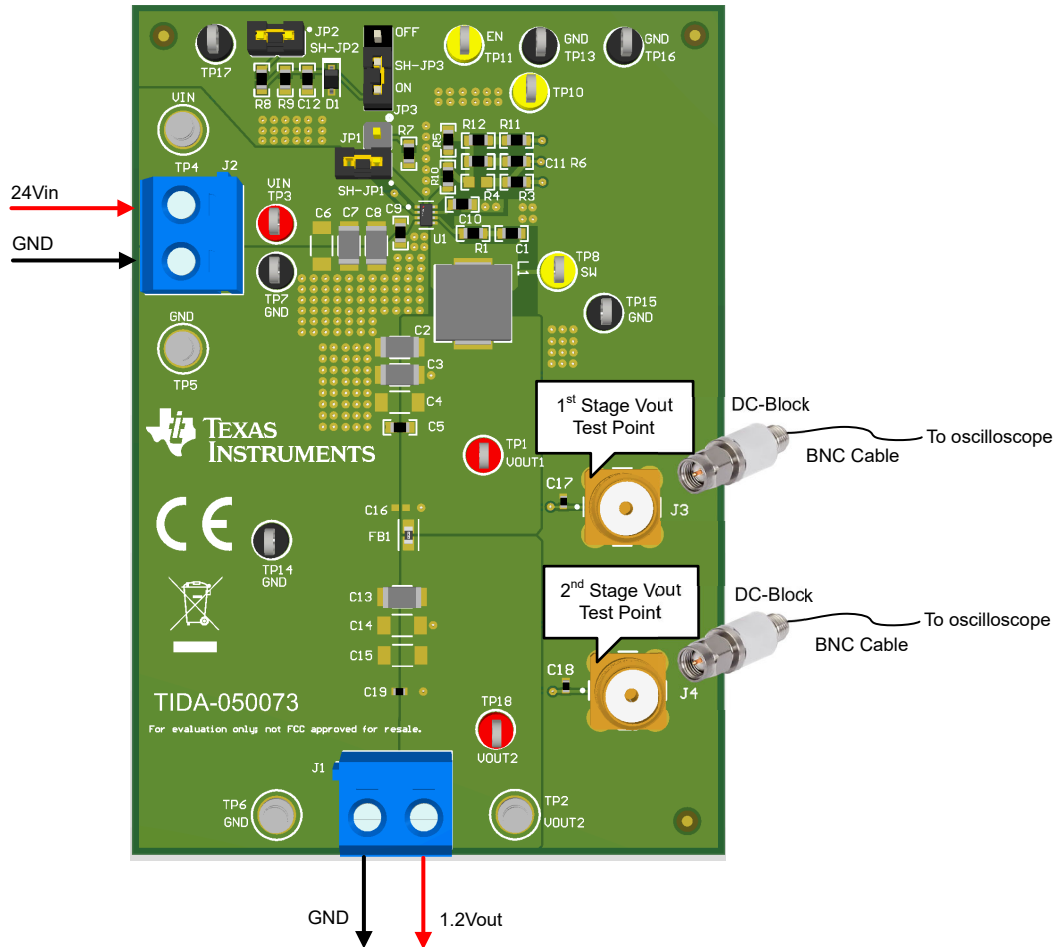 JP2
SH-JP2
TP17
OFF
SH-JP3
ON
JP3
R8 R9 C12 D1
EN
TP11
GND
TP13
GND
TP16
TP10
VIN
TP4
J2
JP1
SH-JP1
R7
R5
R12
R11
R10
C11
R6
R4
R3
24Vin
GND
VIN
TP3
TP7
GND
C6
C7
C8
C9
U1
C10
R1
C1
L1
TP8
SW
TP15
GND
GND
TP5
C2
C3
C4
C5
TEXAS
INSTRUMENTS
TP1
VOUT1
1st Stage Vout
Test Point
DC-Block
To oscilloscope
BNC Cable
C17
J3
CE
C16
FB1
TP14
GND
2nd Stage Vout
Test Point
DC-Block
To oscilloscope
BNC Cable
C13
C14
C15
C18
J4
C19
TIDA-050073
For evaluation only; not FCC approved for resale.
TP18
VOUT2
J1
TP6
GND
TP2
VOUT2
GND
1.2Vout